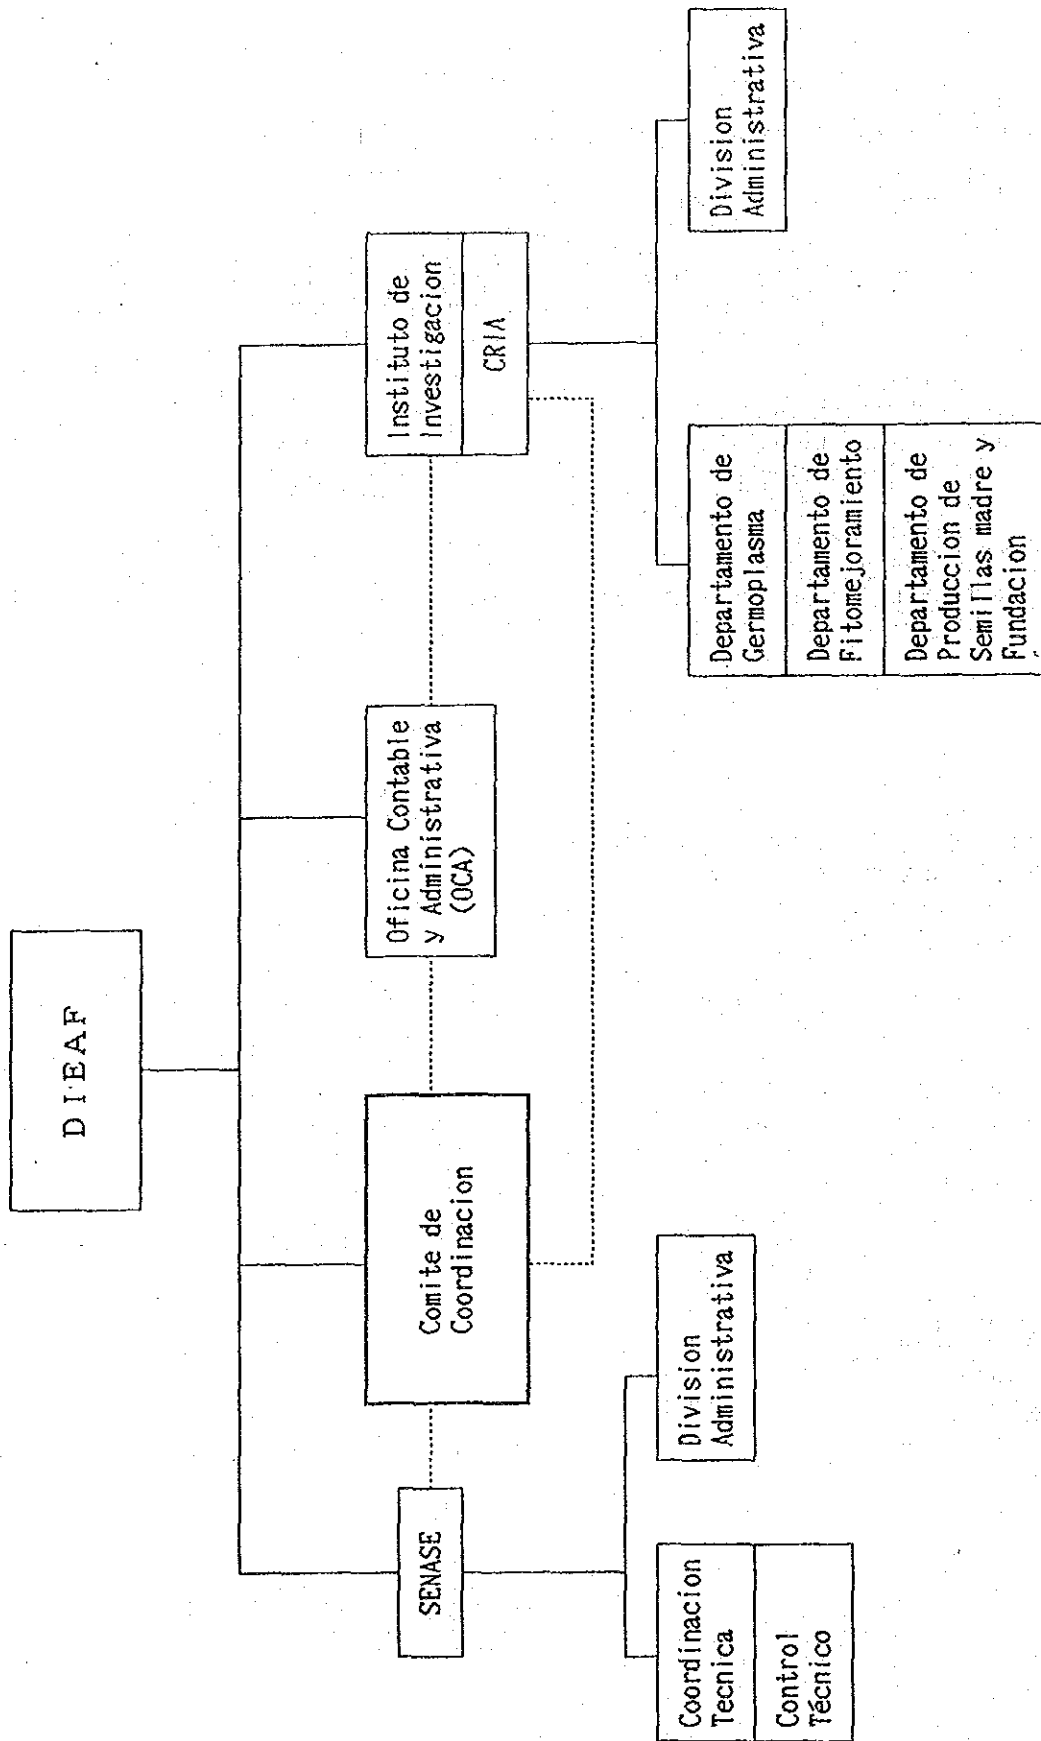 DIEAF
SENASE
Comite de
Coordinacion
Oficina Contable
y Administrativa
(OCA)
Instituto de
Investigacion
CRIA
Coordinacion
Tecnica
Control
Técnico
Division
Administrativa
Departamento de
Germoplasma
Departamento de
Fitomejoramiento
Departamento de
Produccion de
Semillas madre y
Fundacion
Division
Administrativa